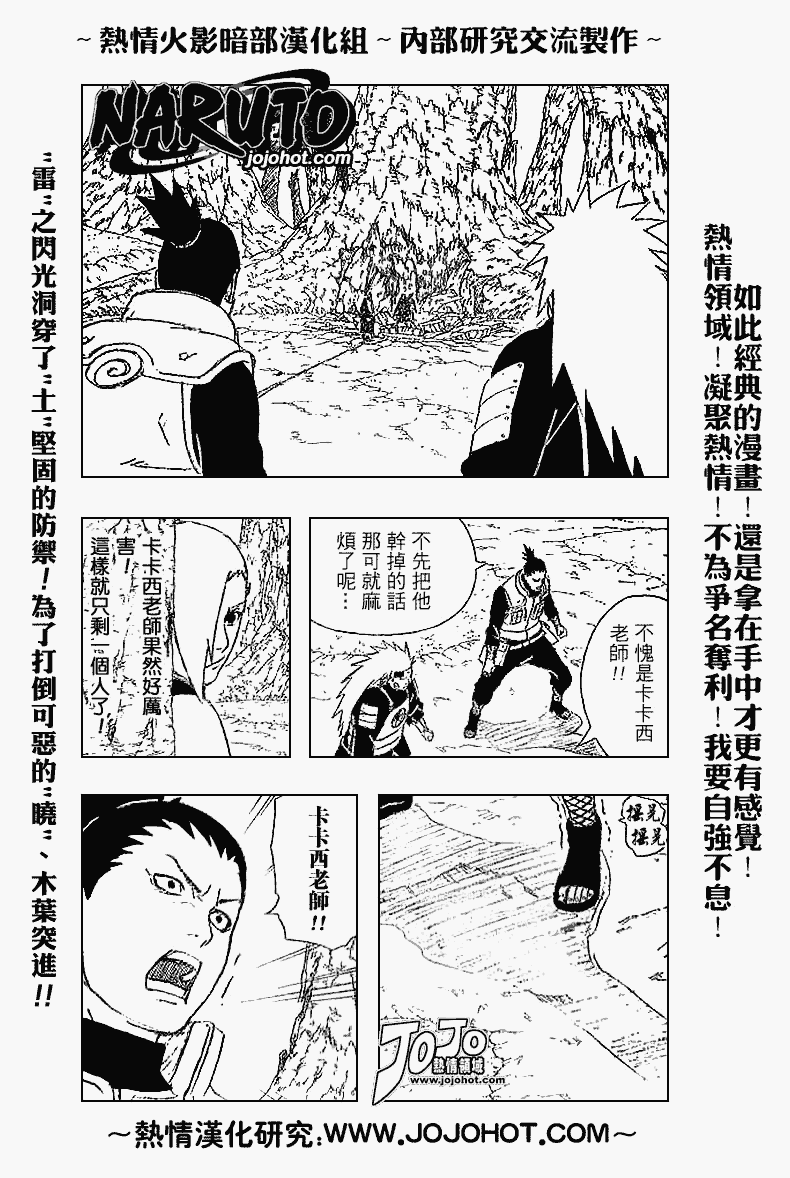 ~熱情火影暗部漢化組~內部研究交流製作~
NARUTO
jojohot.com
如此經典的漫畫！還是拿在手中才更有感覺！
熱情領域！凝聚熱情！不為爭名奪利！我要自強不息！
"雷"之閃光洞穿了"土"堅固的防禦！為了打倒可惡的"曉"、木葉突進！！
不愧是卡卡西
老師!!
不先把他
幹掉的話
那可就麻
煩了呢…
卡卡西老師果然好厲
害！
這樣就只剩一個人了！
搖晃
搖晃
卡卡西老師!!
JOJO
熱情領域
www.jojohot.com
~熱情漢化研究:WWW.JOJOHOT.COM~